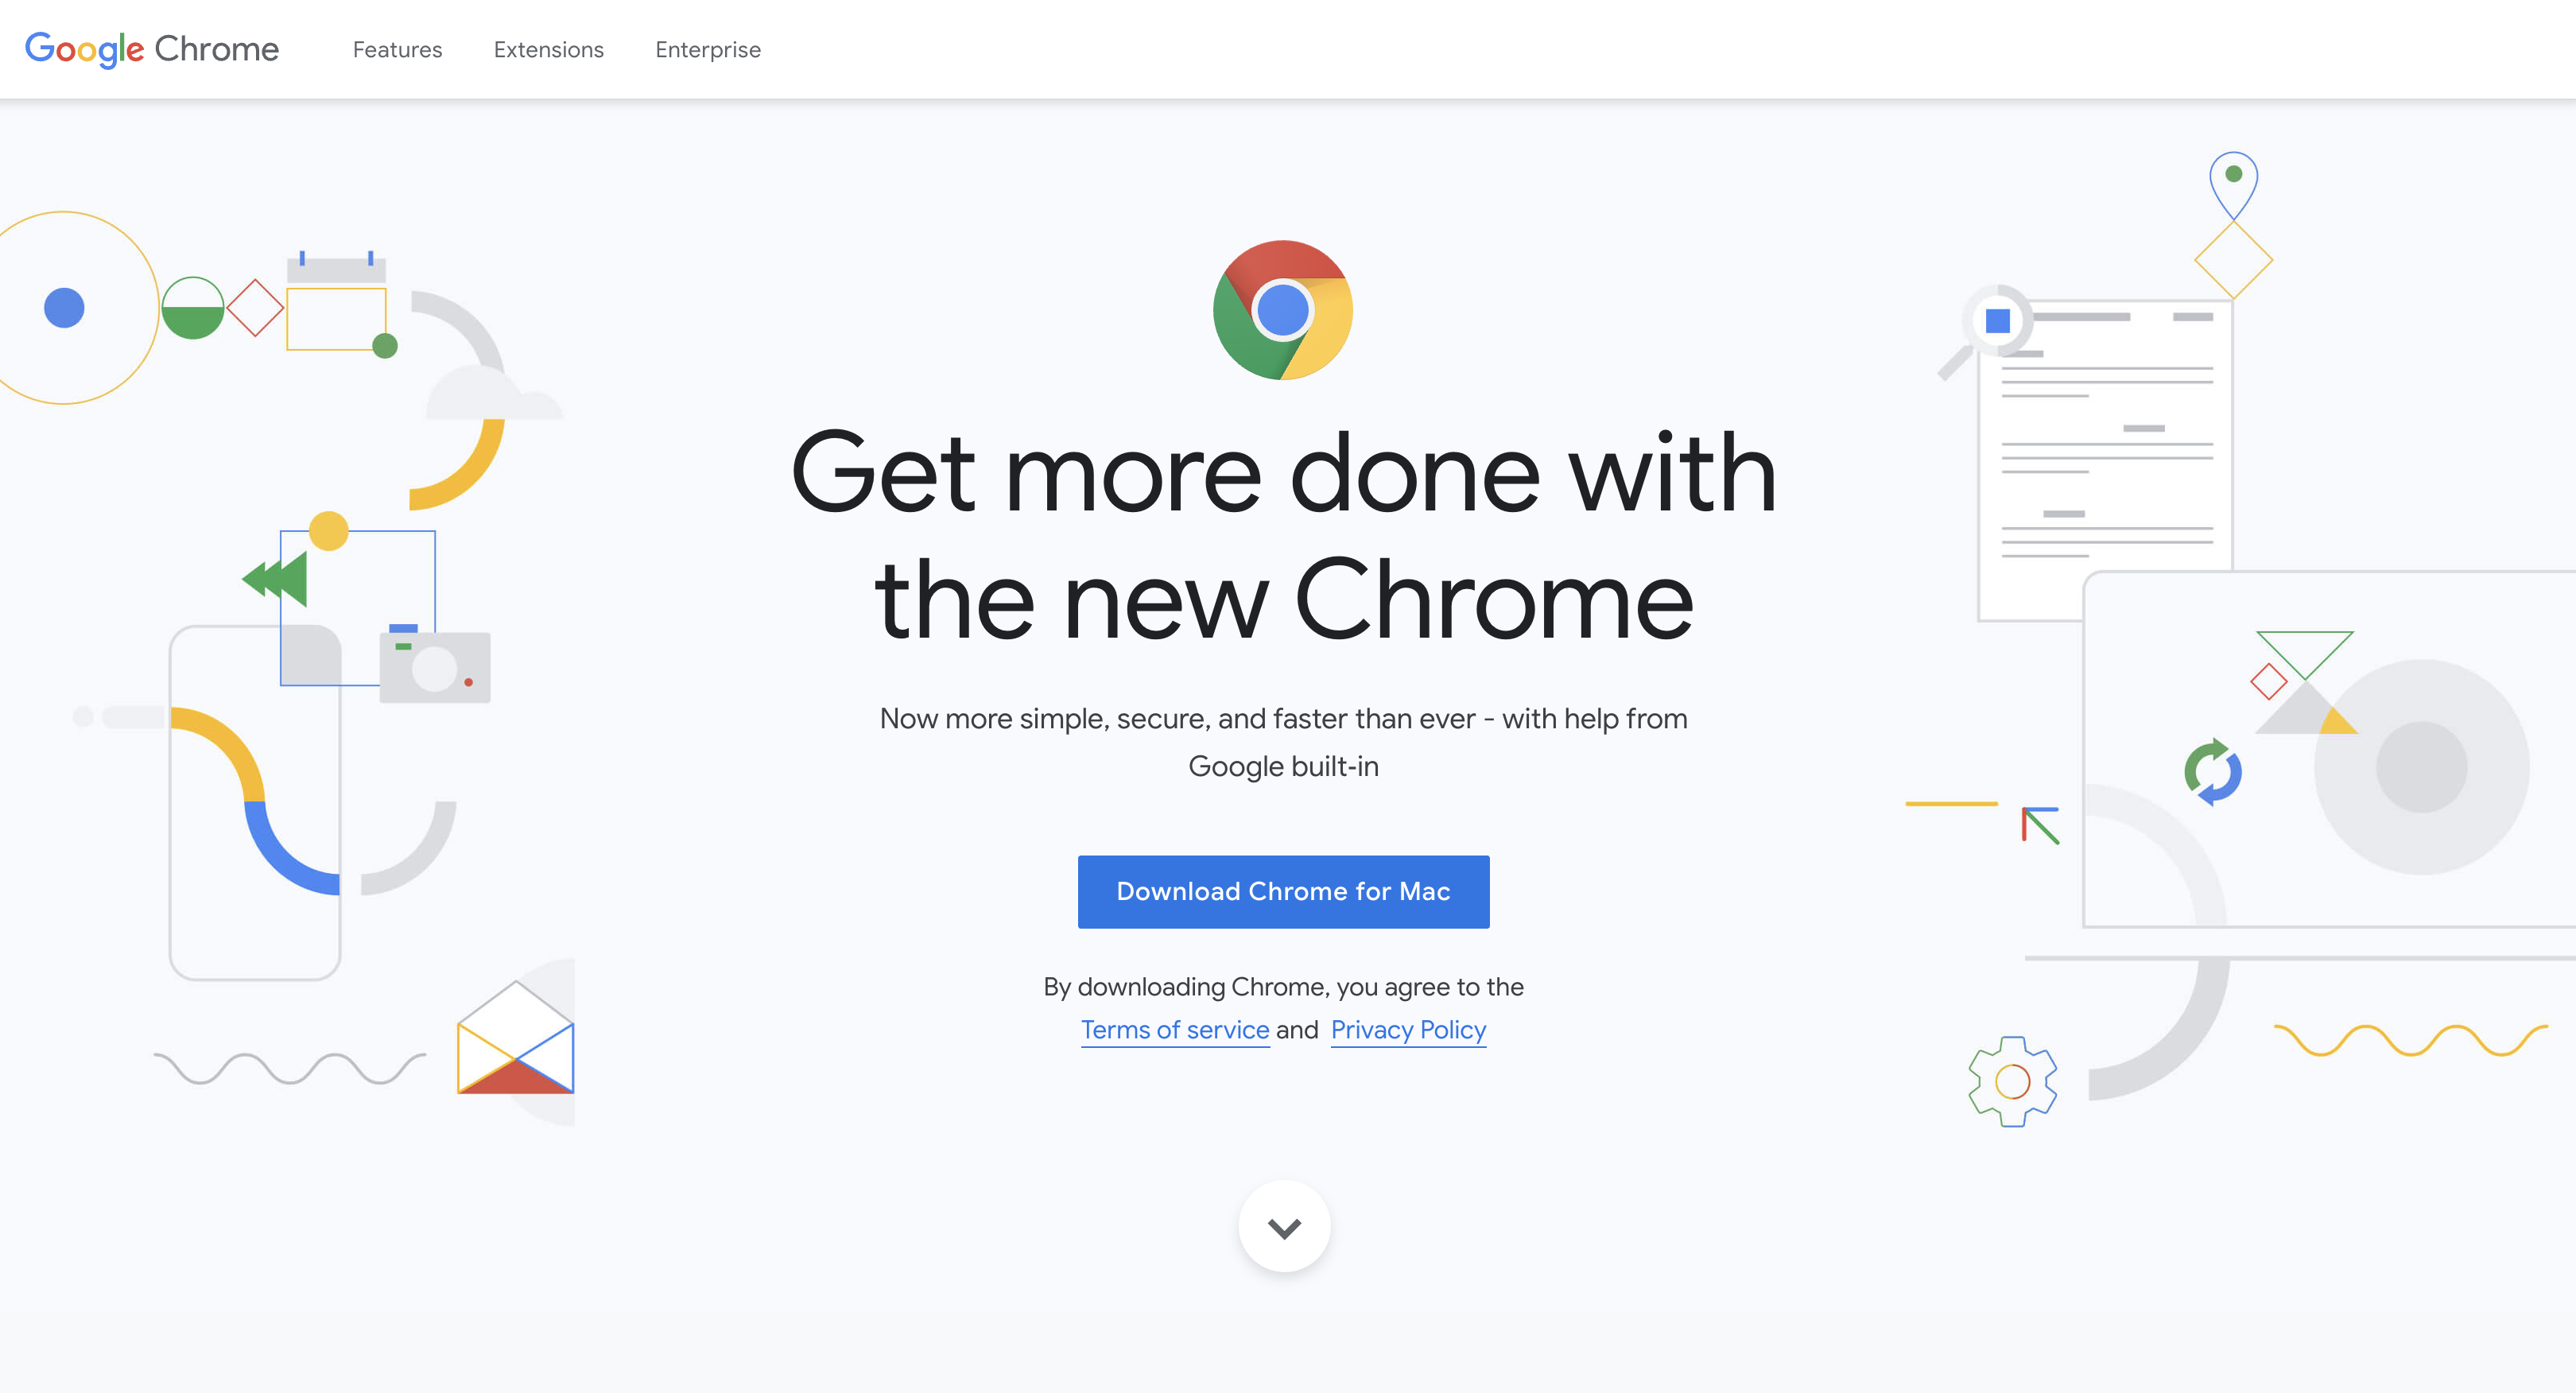 Google Chrome Features Extensions Enterprise
Get more done with
the new Chrome
Now more simple, secure, and faster than ever - with help from
Google built-in
Download Chrome for Mac
By downloading Chrome, you agree to the
Terms of service and Privacy Policy